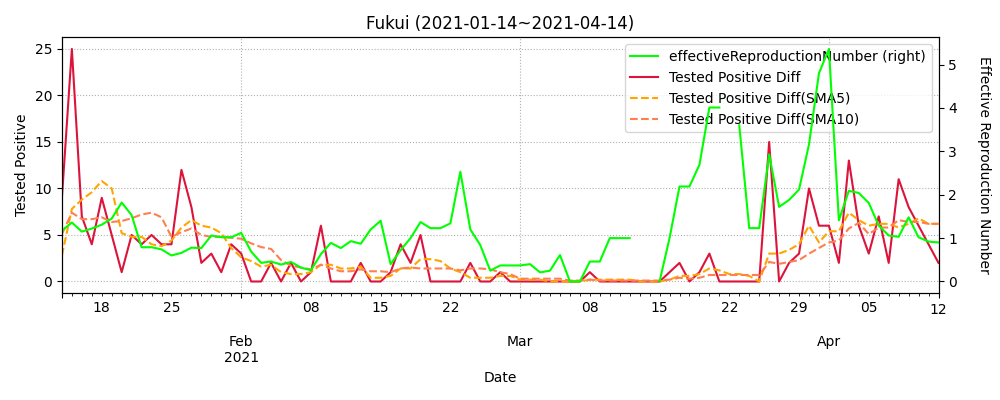 Fukui (2021-01-14~2021-04-14)
effectiveReproductionNumber (right)
Tested Positive Diff
Tested Positive Diff(SMA5)
Tested Positive Diff(SMA10)
Tested Positive
25
20
15
10
5
0
5
4
3
2
1
0
Effective Reproduction Number
18 25 08 15 22 08 15 22 29 05 12
Feb Mar Apr
2021
Date